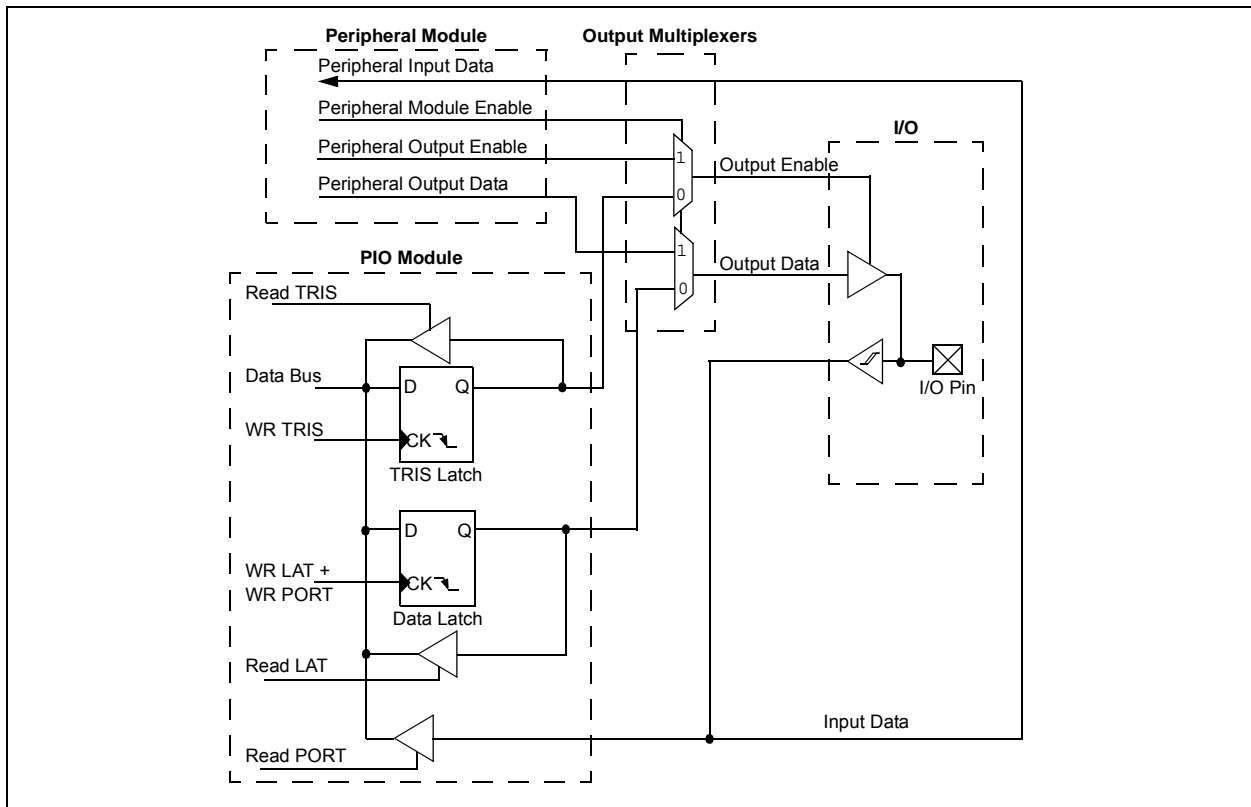 Peripheral Module
Output Multiplexers
Peripheral Input Data
Peripheral Module Enable
I/O
Peripheral Output Enable
1
Output Enable
Peripheral Output Data
0
PIO Module
1
Output Data
0
Read TRIS
Data Bus
D Q
I/O Pin
WR TRIS
CK
TRIS Latch
D Q
WR LAT +
WR PORT
CK
Data Latch
Read LAT
Input Data
Read PORT